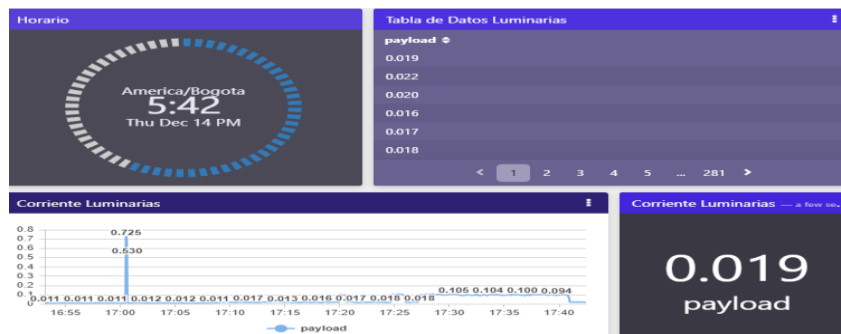 Horario
America/Bogota
5:42
Thu Dec 14 PM
Tabla de Datos Luminarias
payload
0.019
0.022
0.020
0.016
0.017
0.018
< 1 2 3 4 5 ... 281 >
Corriente Luminarias
0.8
0.7
0.6
0.5
0.4
0.3
0.2
0.1
0
0.725
0.530
0.011 0.011 0.011 0.012 0.012 0.011 0.017 0.013 0.016 0.017 0.018 0.018 0.105 0.104 0.100 0.094
16:55 17:00 17:05 17:10 17:15 17:20 17:25 17:30 17:35 17:40
payload
Corriente Luminarias — a few se...
0.019
payload